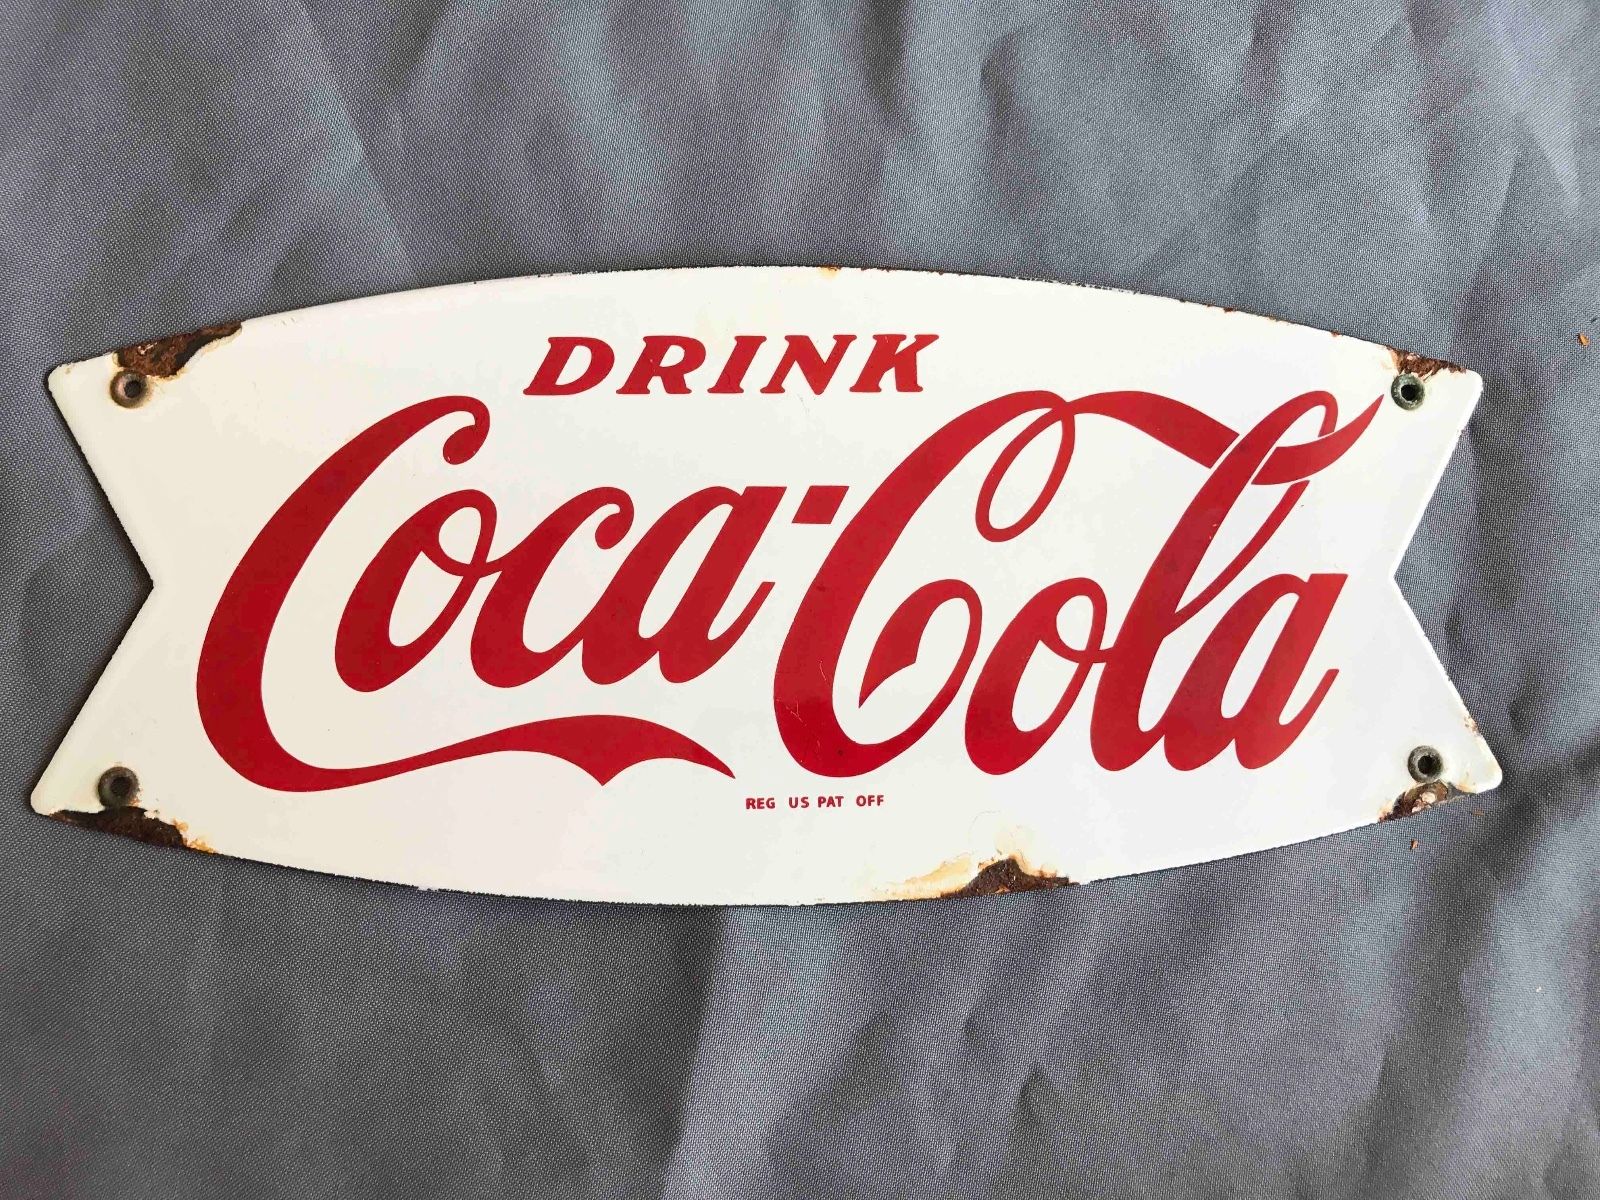 DRINK
Coca-Cola
REG US PAT OFF